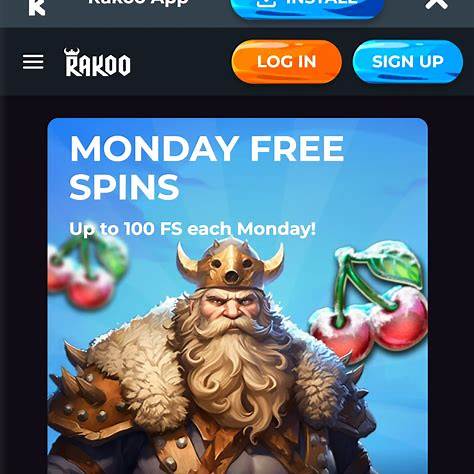 Rakoo App
INSTALL
RAKOO
LOG IN
SIGN UP
MONDAY FREE
SPINS
Up to 100 FS each Monday!